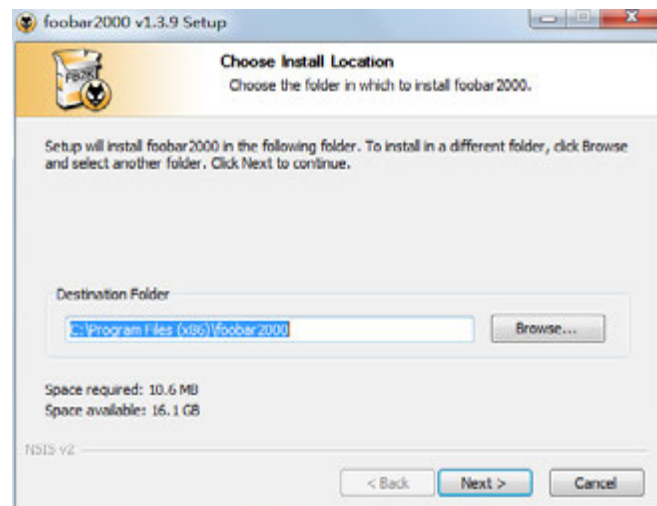 foobar2000 v1.3.9 Setup
FB2K
Choose Install Location
Choose the folder in which to install foobar2000.
Setup will install foobar2000 in the following folder. To install in a different folder, click Browse
and select another folder. Click Next to continue.
Destination Folder
C:\Program Files (x86)\foobar2000
Browse...
Space required: 10.6 MB
Space available: 16.1 GB
NSIS v2
< Back
Next >
Cancel